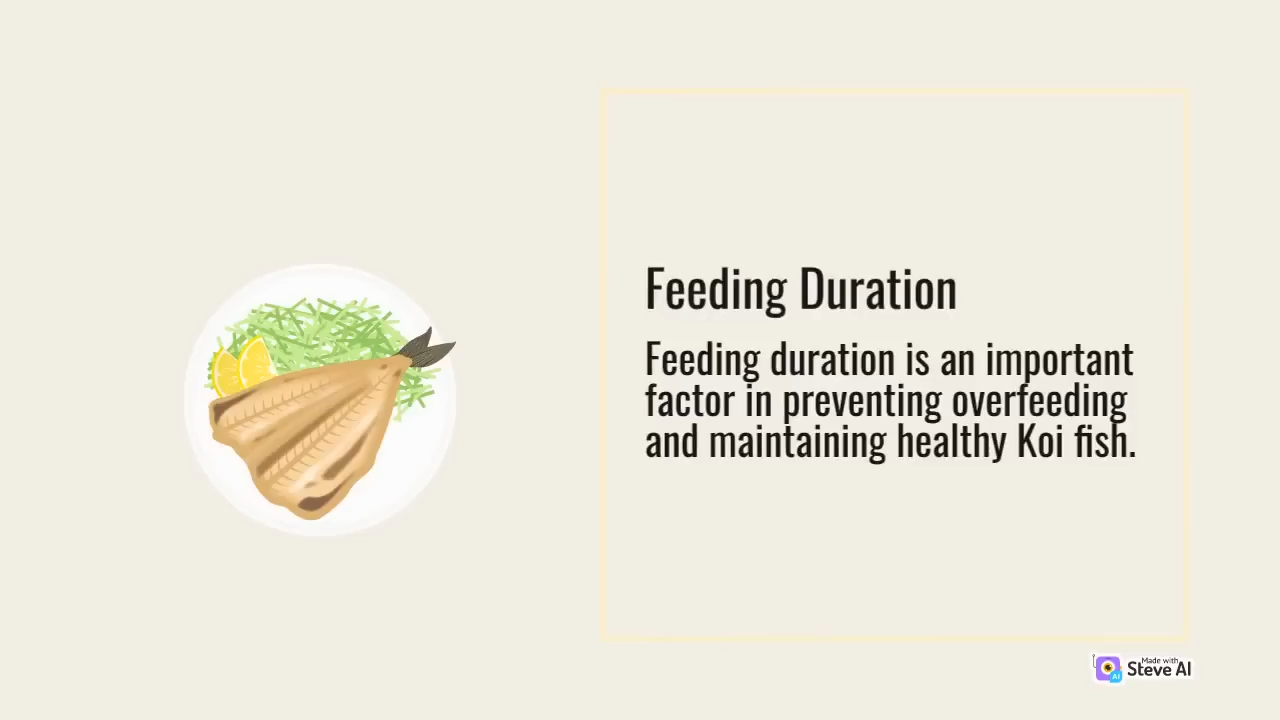 Feeding Duration
Feeding duration is an important
factor in preventing overfeeding
and maintaining healthy Koi fish.
Made with
Steve AI
AI